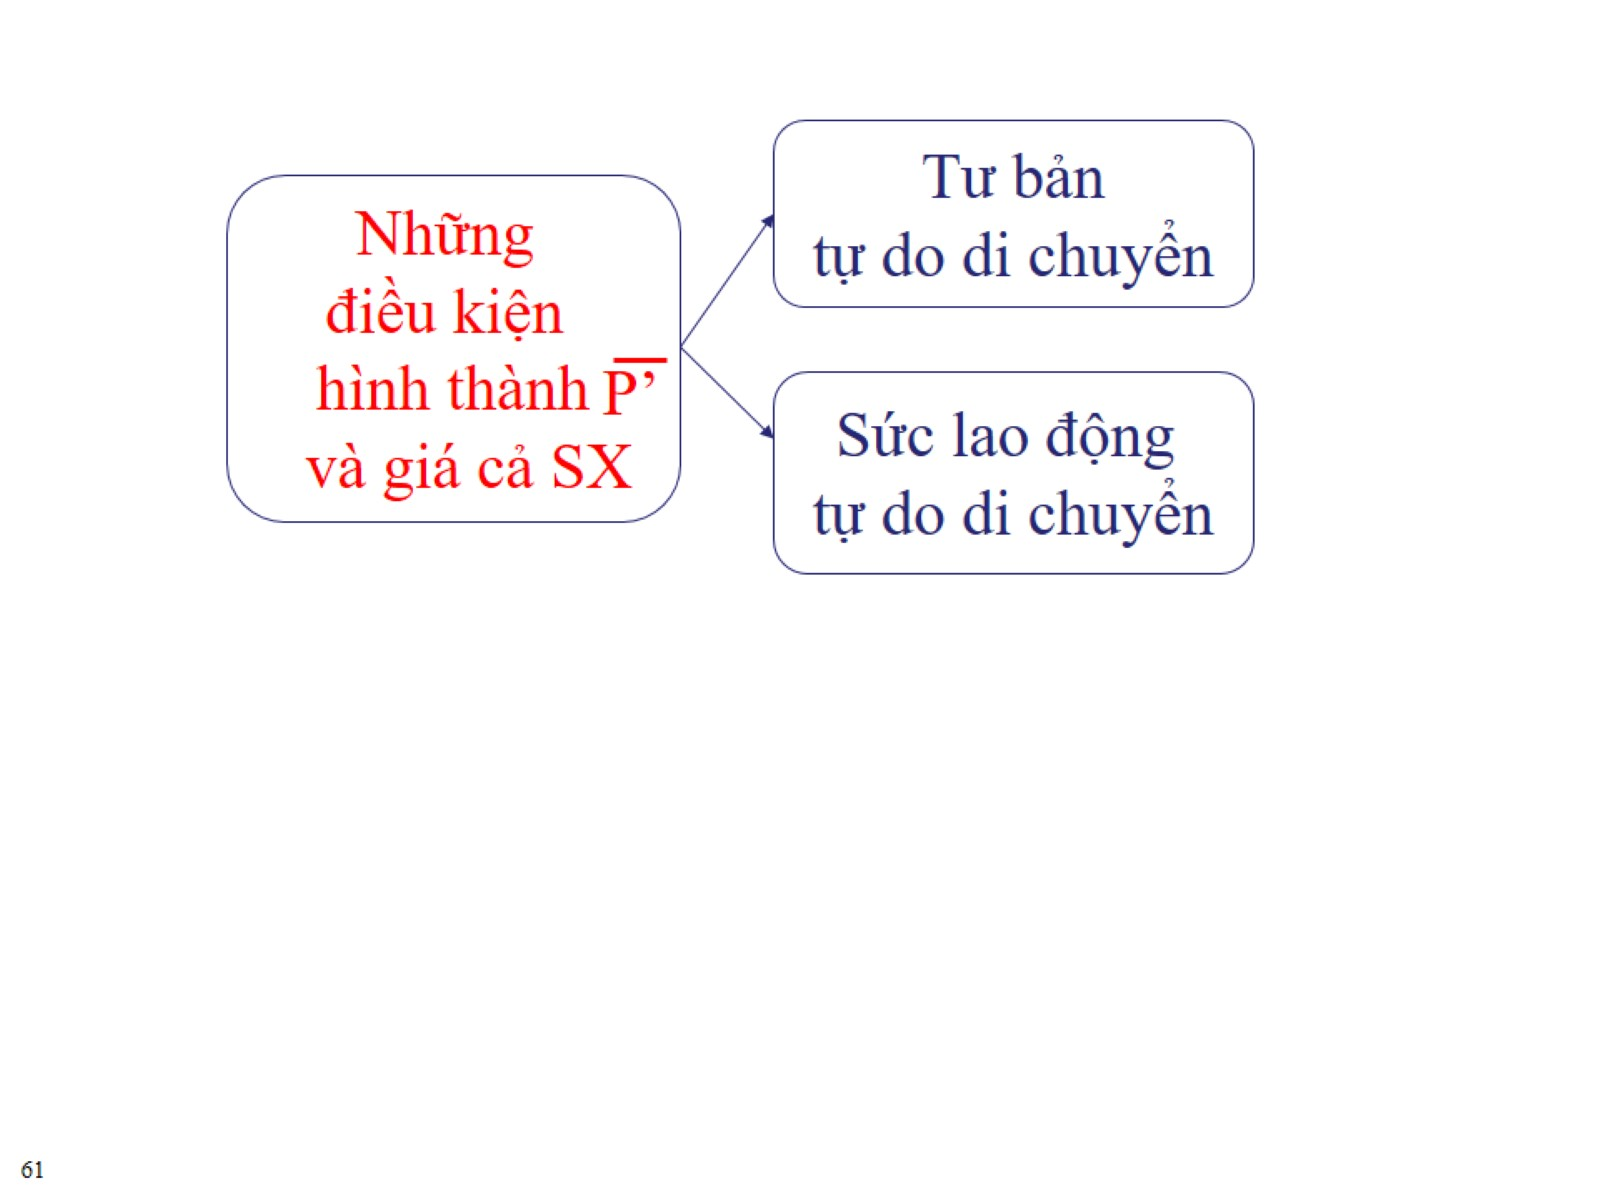 Những
điều kiện
hình thành P̅’̅
và giá cả SX
Tư bản
tự do di chuyển
Sức lao động
tự do di chuyển
61